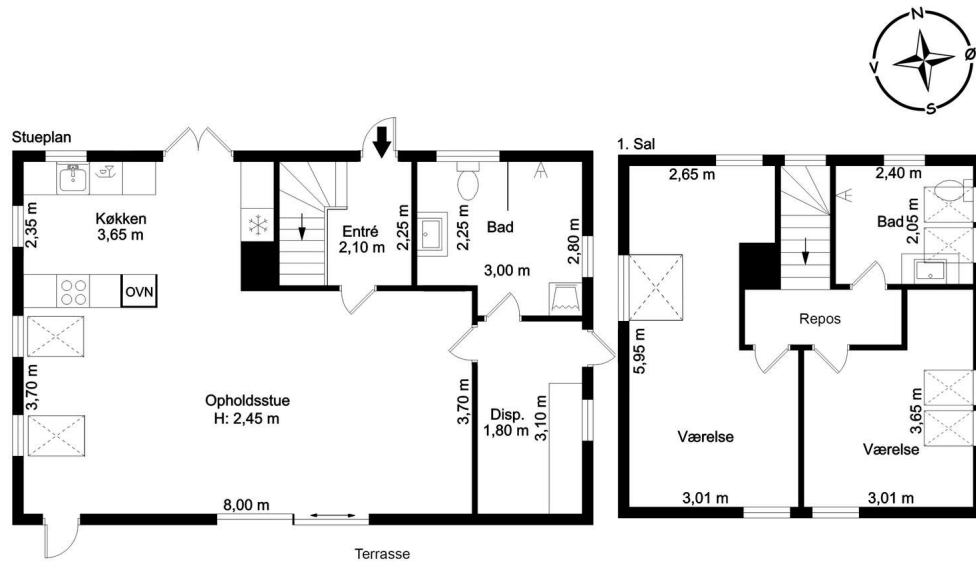 N
V
Ø
S
Stueplan
1. Sal
2,35 m
Køkken
3,65 m
OVN
Entré
2,10 m
2,25 m
2,25 m
Bad
3,00 m
2,80 m
3,70 m
Opholdsstue
H: 2,45 m
3,70 m
Disp.
1,80 m
3,10 m
8,00 m
Terrasse
2,65 m
2,40 m
Bad
2,05 m
5,95 m
Repos
Værelse
3,65 m
Værelse
3,01 m
3,01 m